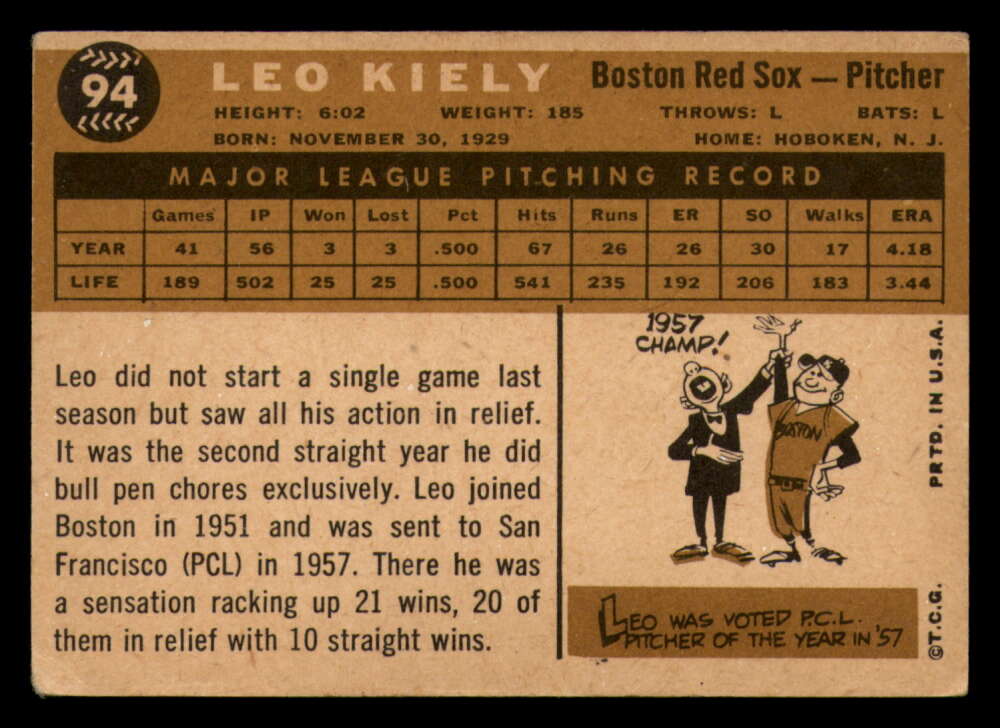 94
LEO KIELY Boston Red Sox — Pitcher
HEIGHT: 6:02 WEIGHT: 185 THROWS: L BATS: L
BORN: NOVEMBER 30, 1929 HOME: HOBOKEN, N. J.
MAJOR LEAGUE PITCHING RECORD
Games IP Won Lost Pct Hits Runs ER SO Walks ERA
YEAR 41 56 3 3 .500 67 26 26 30 17 4.18
LIFE 189 502 25 25 .500 541 235 192 206 183 3.44
Leo did not start a single game last
season but saw all his action in relief.
It was the second straight year he did
bull pen chores exclusively. Leo joined
Boston in 1951 and was sent to San
Francisco (PCL) in 1957. There he was
a sensation racking up 21 wins, 20 of
them in relief with 10 straight wins.
1957
CHAMP!
BOSTON
LEO WAS VOTED P.C.L.
PITCHER OF THE YEAR IN '57
©T.C.G. PRTD. IN U.S.A.